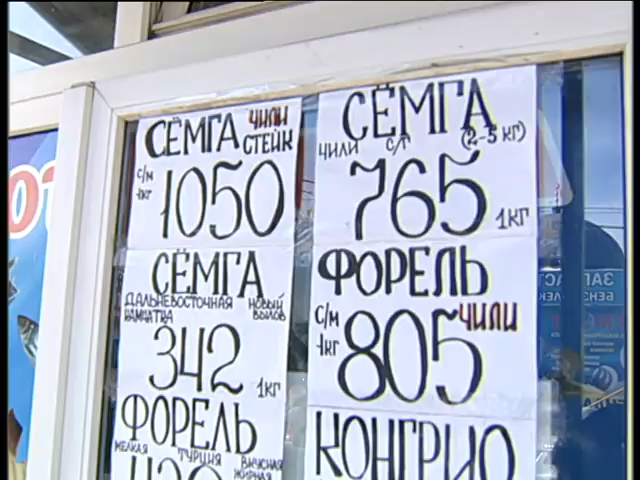 СЁМГА ЧИЛИ
СТЕЙК
с/м
1кг
1050
СЁМГА
ДАЛЬНЕВОСТОЧНАЯ НОВЫЙ
КАМЧАТКА ВЫЛОВ
342 1кг
ФОРЕЛЬ
МЕЛКАЯ ТУРЦИЯ ВКУСНАЯ
ЖИРНАЯ
СЁМГА
ЧИЛИ с/г (2-5 кг)
765 1кг
ФОРЕЛЬ
с/м ЧИЛИ
1кг
805
КОНГРИО